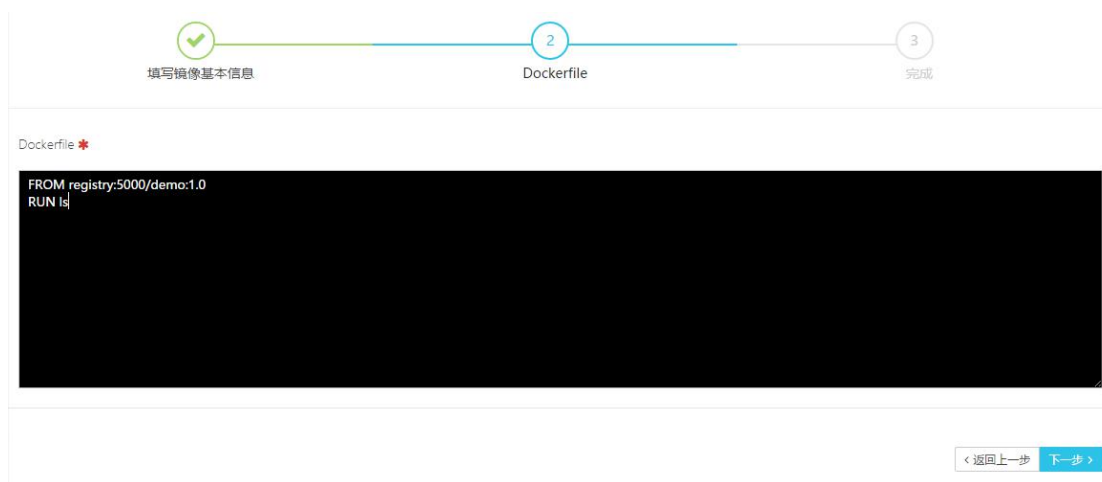 2
3
填写镜像基本信息
Dockerfile
完成
Dockerfile ✱
FROM registry:5000/demo:1.0
RUN ls
< 返回上一步
下一步 >